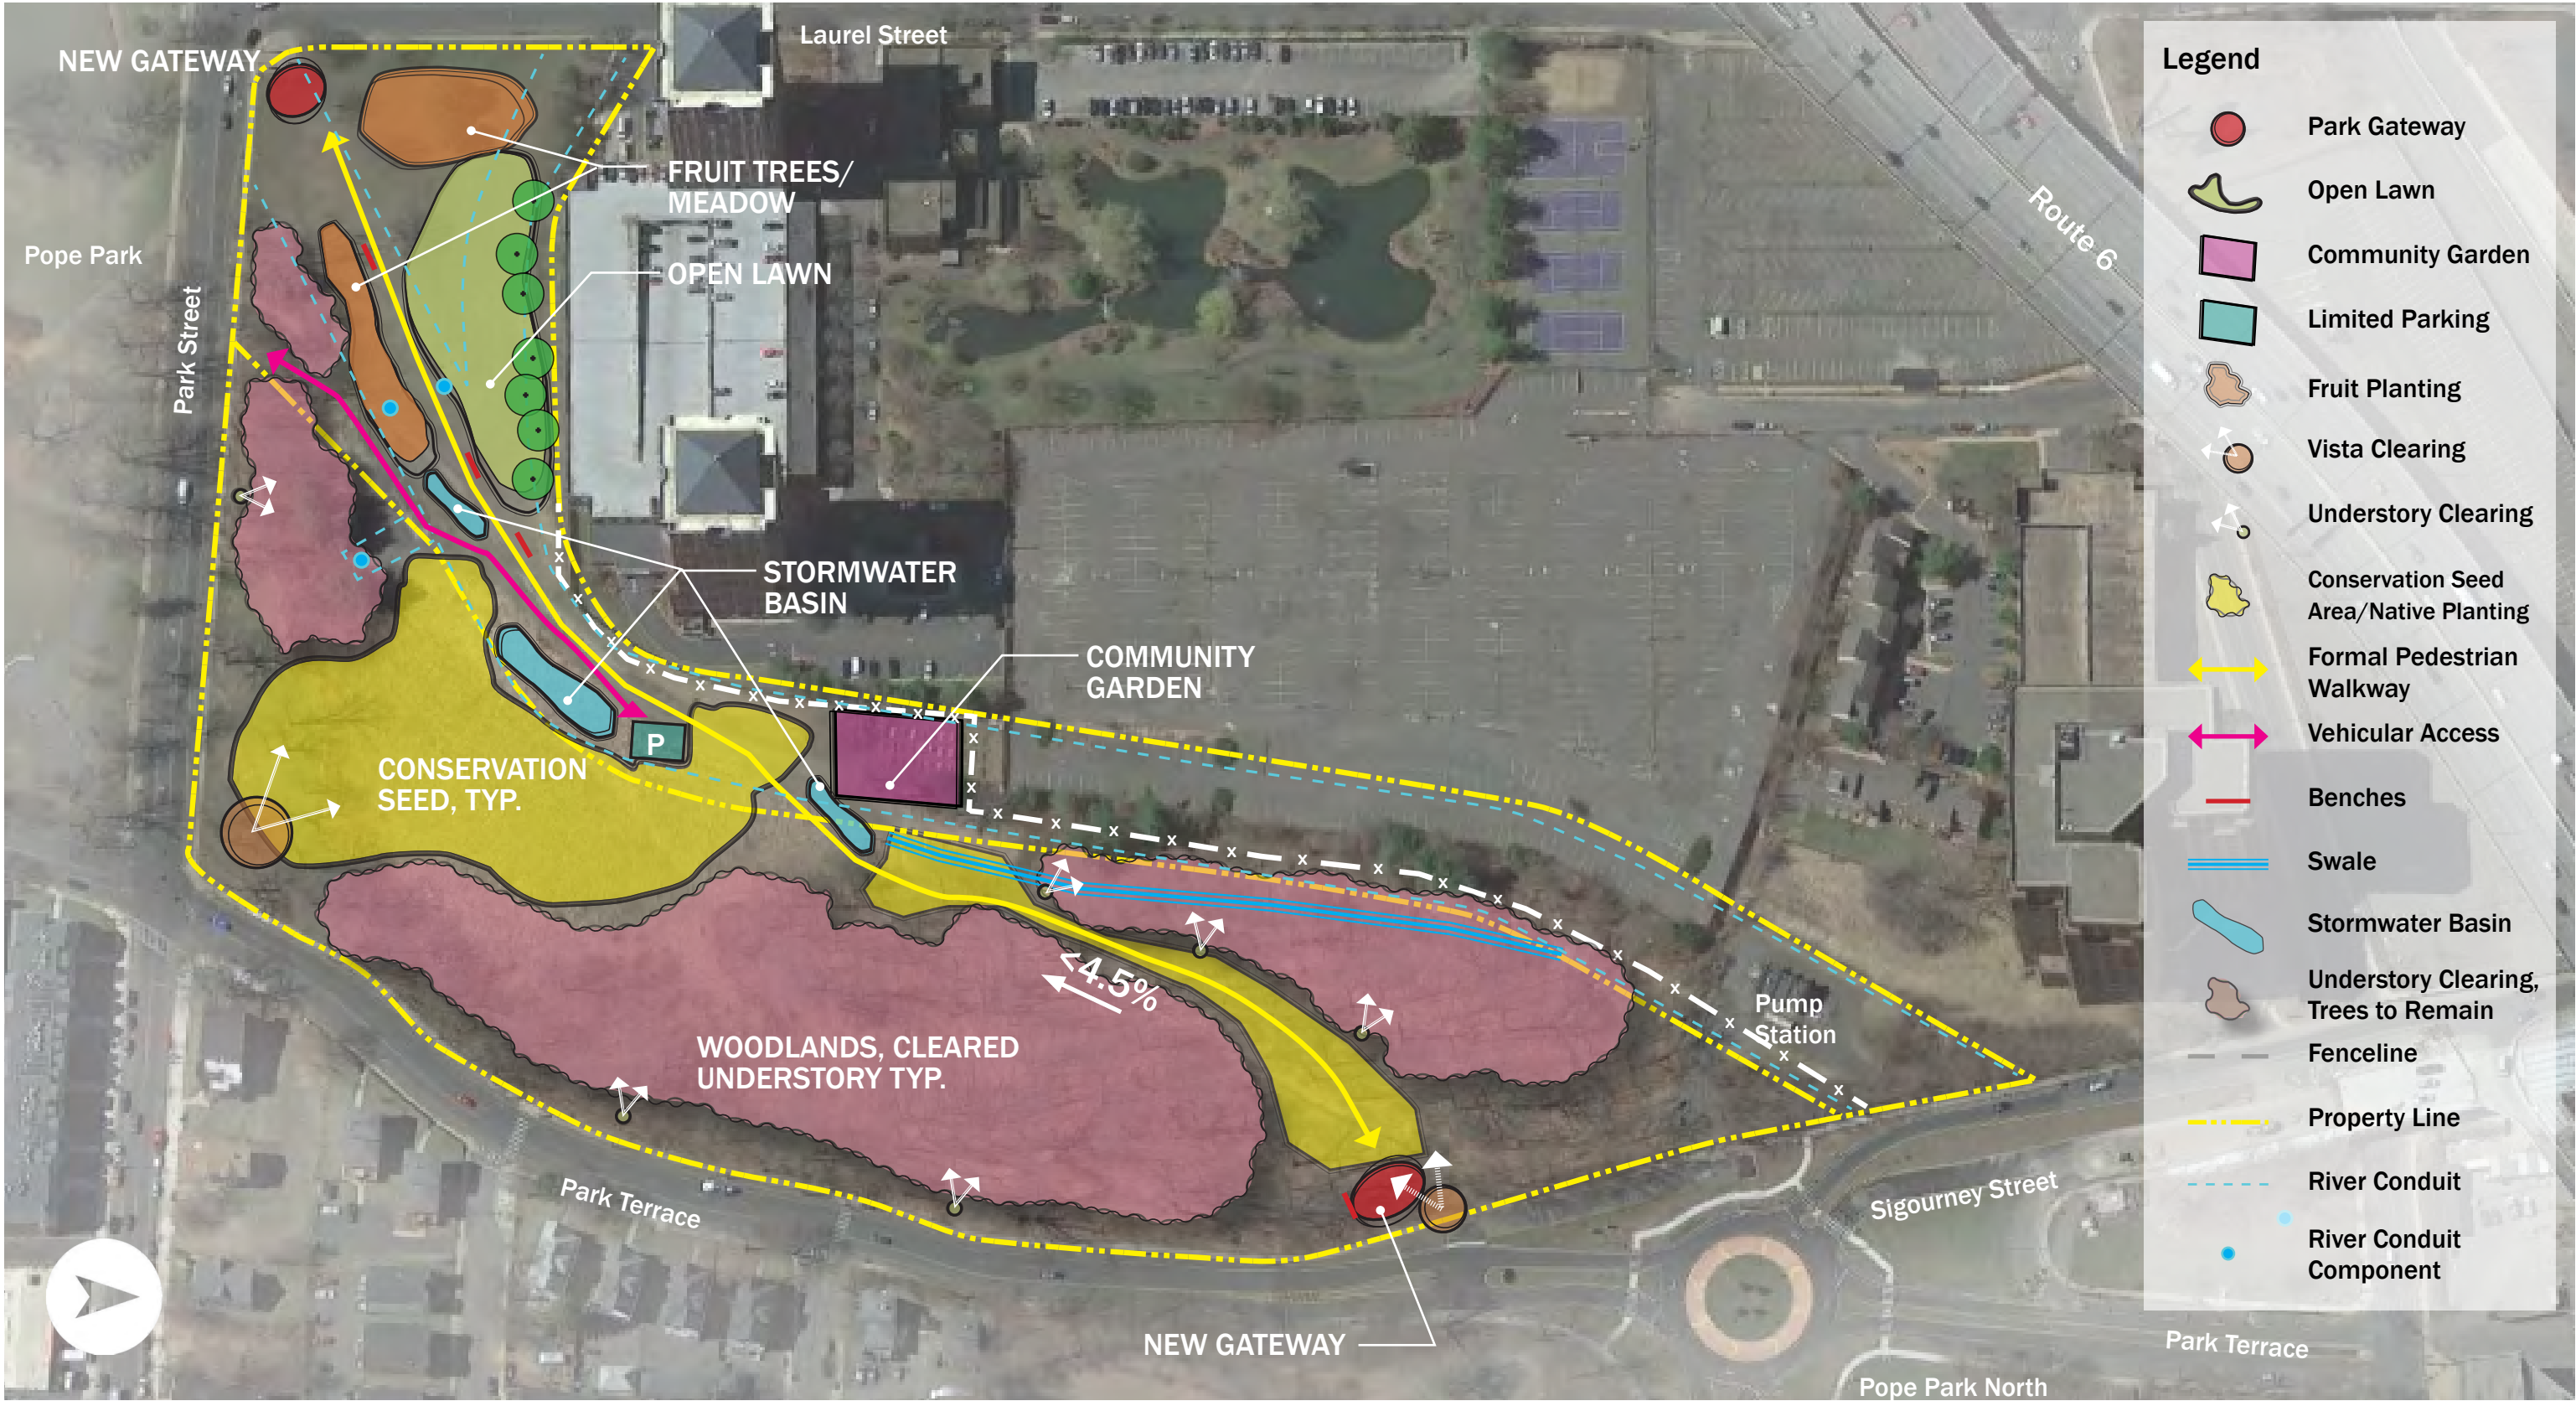 Laurel Street
NEW GATEWAY
FRUIT TREES/
MEADOW
Pope Park
OPEN LAWN
Park Street
Route 6
STORMWATER
BASIN
COMMUNITY
GARDEN
P
CONSERVATION
SEED, TYP.
<4.5%
WOODLANDS, CLEARED
UNDERSTORY TYP.
Pump
Station
Park Terrace
Sigourney Street
NEW GATEWAY
Park Terrace
Pope Park North
Legend
Park Gateway
Open Lawn
Community Garden
Limited Parking
Fruit Planting
Vista Clearing
Understory Clearing
Conservation Seed
Area/Native Planting
Formal Pedestrian
Walkway
Vehicular Access
Benches
Swale
Stormwater Basin
Understory Clearing,
Trees to Remain
Fenceline
Property Line
River Conduit
River Conduit
Component